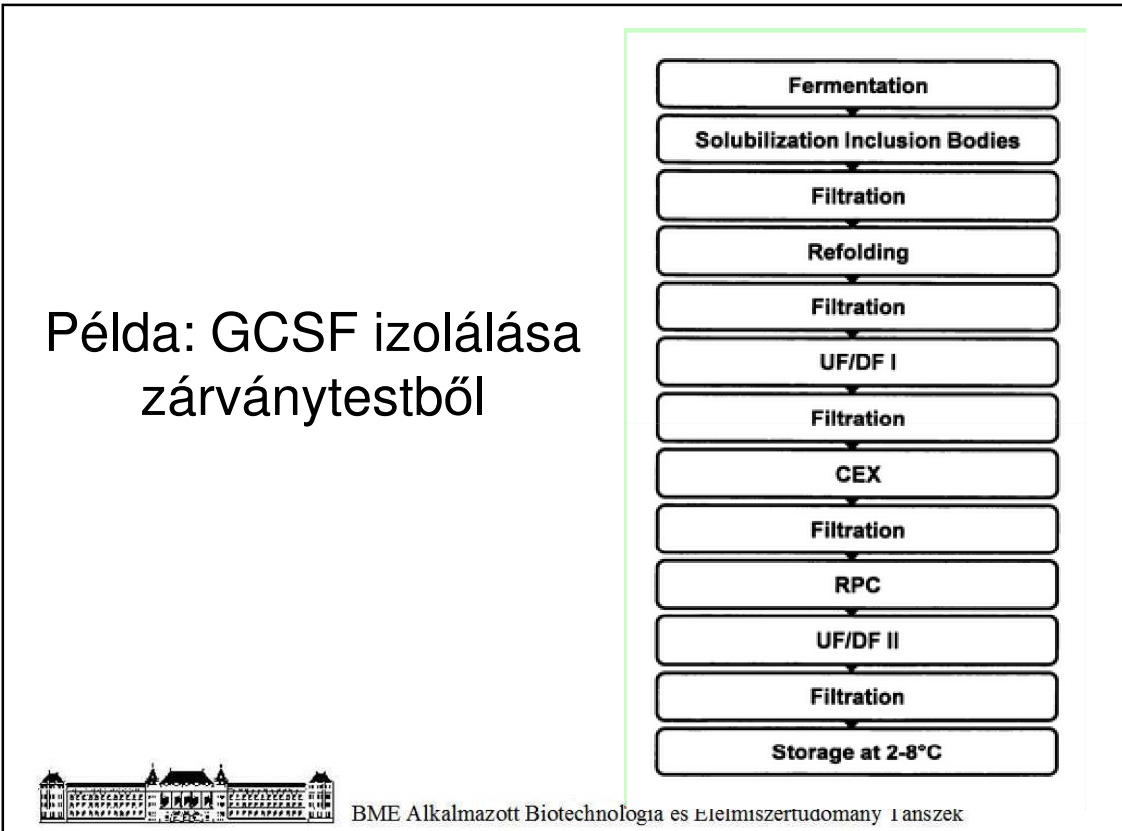 Példa: GCSF izolálása
zárványtestből
Fermentation
Solubilization Inclusion Bodies
Filtration
Refolding
Filtration
UF/DF I
Filtration
CEX
Filtration
RPC
UF/DF II
Filtration
Storage at 2-8°C
BME Alkalmazott Biotechnológia és Élelmiszertudomány Tanszék